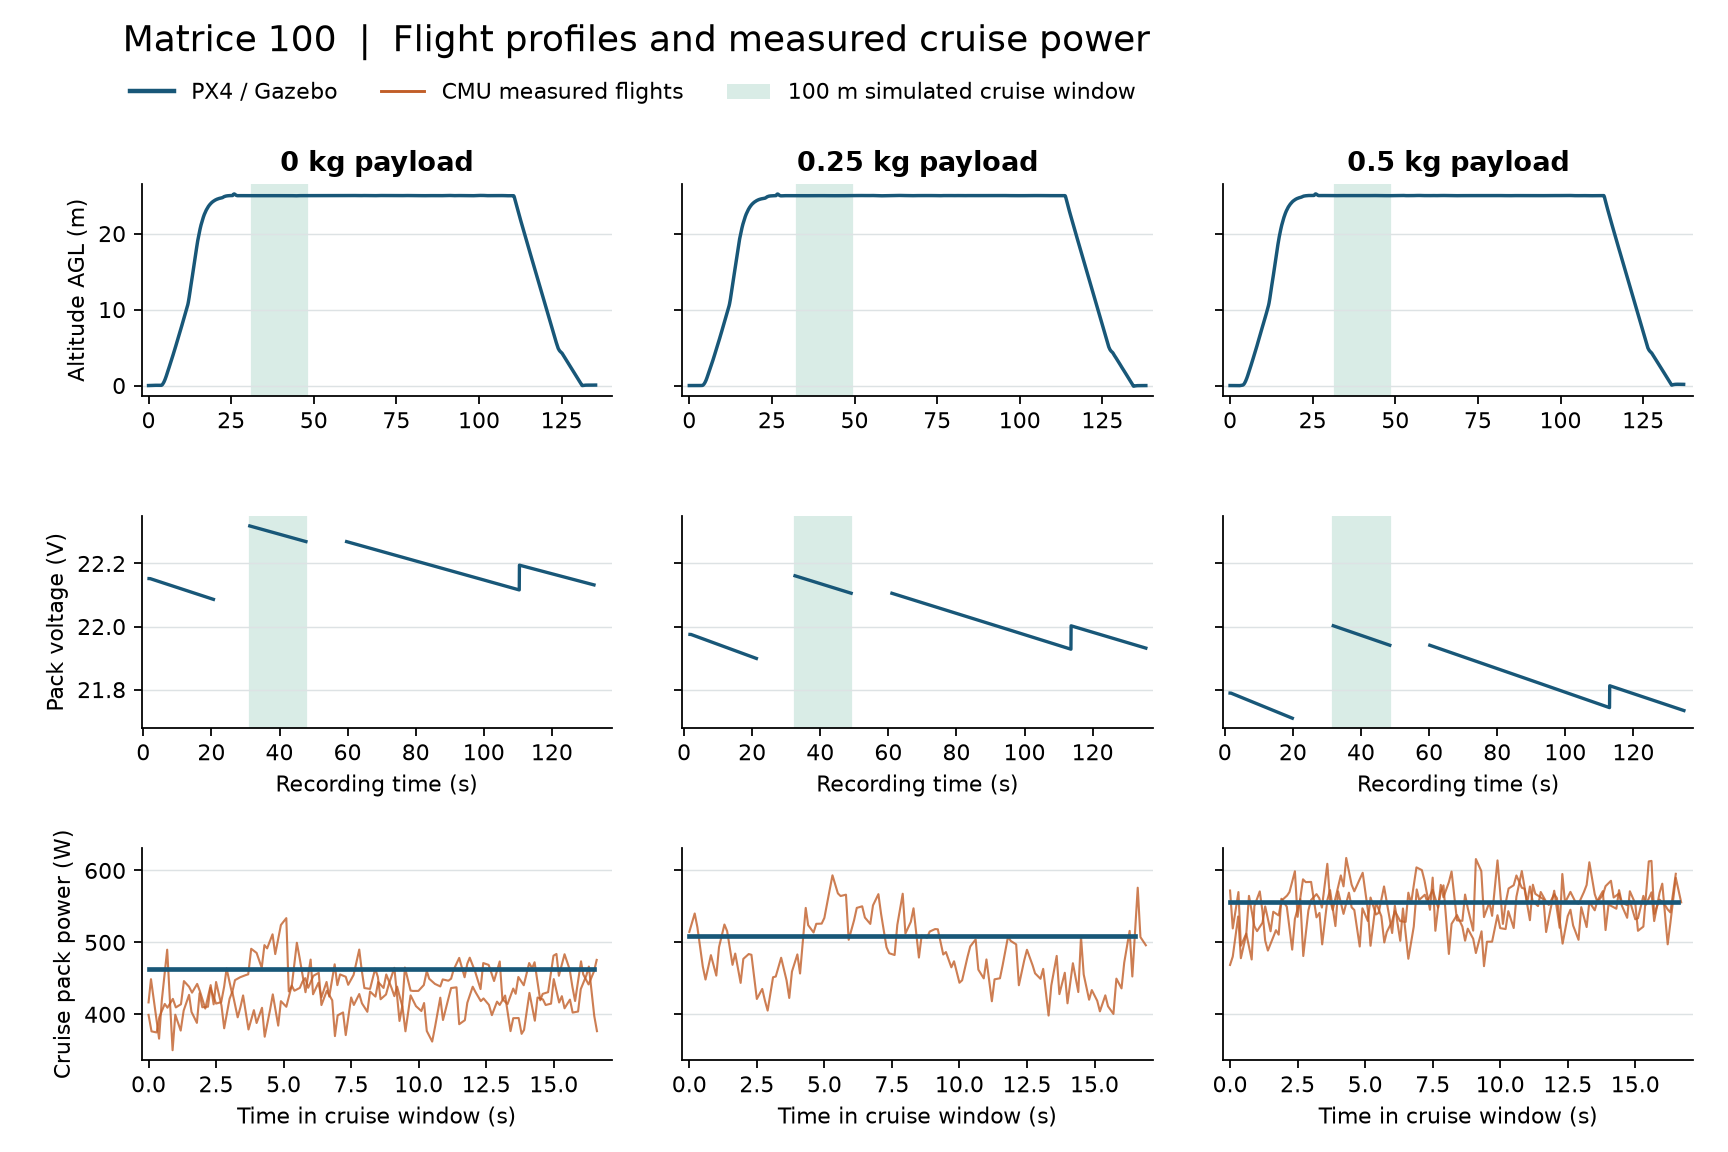 Matrice 100 | Flight profiles and measured cruise power
PX4 / Gazebo CMU measured flights 100 m simulated cruise window
0 kg payload 0.25 kg payload 0.5 kg payload
Altitude AGL (m)
20
10
0
0 25 50 75 100 125
0 25 50 75 100 125
0 25 50 75 100 125
Pack voltage (V)
22.2
22.0
21.8
0 20 40 60 80 100 120
0 20 40 60 80 100 120
0 20 40 60 80 100 120
Recording time (s) Recording time (s) Recording time (s)
Cruise pack power (W)
600
500
400
0.0 2.5 5.0 7.5 10.0 12.5 15.0
0.0 2.5 5.0 7.5 10.0 12.5 15.0
0.0 2.5 5.0 7.5 10.0 12.5 15.0
Time in cruise window (s) Time in cruise window (s) Time in cruise window (s)